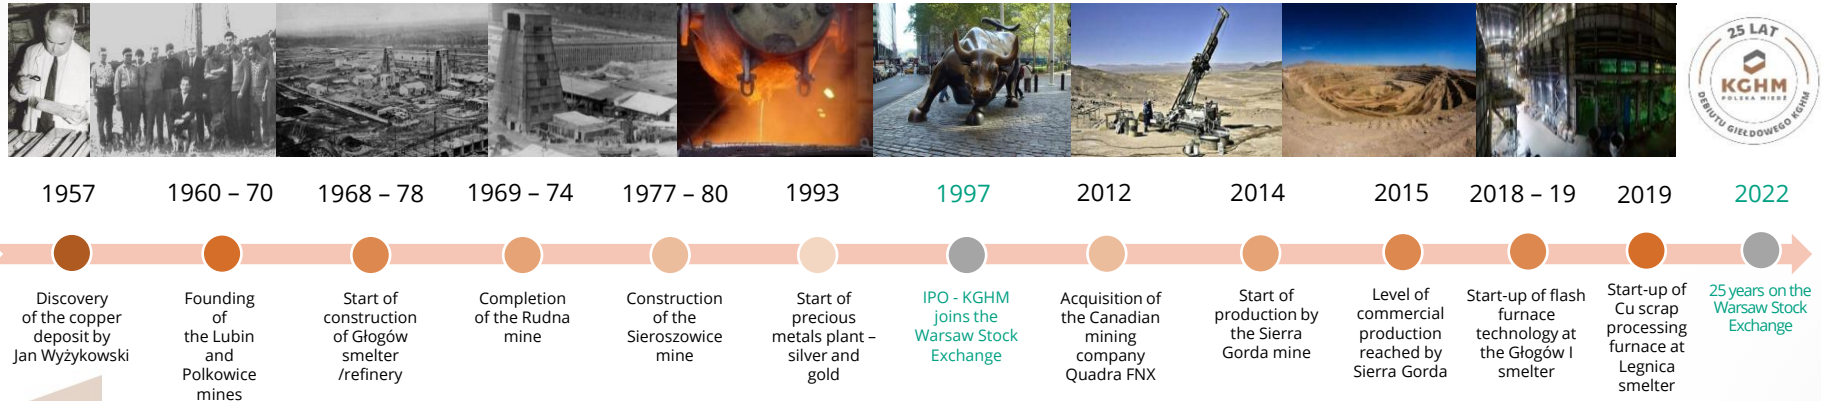 25 LAT
KGHM
POLSKA MIEDŹ
DEBIUTU GIEŁDOWEGO KGHM
1957
1960 – 70
1968 – 78
1969 – 74
1977 – 80
1993
1997
2012
2014
2015
2018 – 19
2019
2022
Discovery
of the copper
deposit by
Jan Wyżykowski
Founding
of
the Lubin
and
Polkowice
mines
Start of
construction
of Głogów
smelter
/refinery
Completion
of the Rudna
mine
Construction
of the
Sieroszowice
mine
Start of
precious
metals plant –
silver and
gold
IPO - KGHM
joins the
Warsaw Stock
Exchange
Acquisition of
the Canadian
mining
company
Quadra FNX
Start of
production by
the Sierra
Gorda mine
Level of
commercial
production
reached by
Sierra Gorda
Start-up of flash
furnace
technology at
the Głogów I
smelter
Start-up of
Cu scrap
processing
furnace at
Legnica
smelter
25 years on the
Warsaw Stock
Exchange